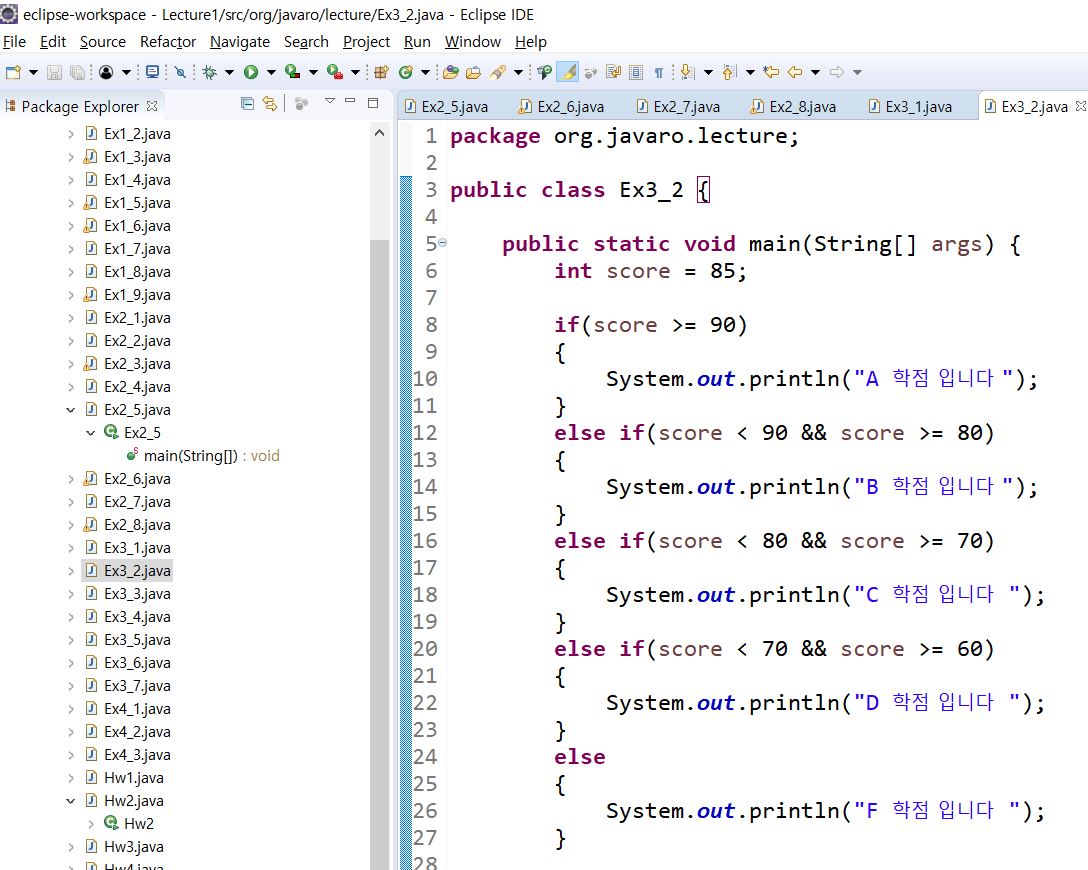 eclipse-workspace - Lecture1/src/org/javaro/lecture/Ex3_2.java - Eclipse IDE
File Edit Source Refactor Navigate Search Project Run Window Help
Package Explorer
Ex1_2.java
Ex1_3.java
Ex1_4.java
Ex1_5.java
Ex1_6.java
Ex1_7.java
Ex1_8.java
Ex1_9.java
Ex2_1.java
Ex2_2.java
Ex2_3.java
Ex2_4.java
Ex2_5.java
Ex2_5
main(String[]) : void
Ex2_6.java
Ex2_7.java
Ex2_8.java
Ex3_1.java
Ex3_2.java
Ex3_3.java
Ex3_4.java
Ex3_5.java
Ex3_6.java
Ex3_7.java
Ex4_1.java
Ex4_2.java
Ex4_3.java
Hw1.java
Hw2.java
Hw2
Hw3.java
Hw4.java
Ex2_5.java Ex2_6.java Ex2_7.java Ex2_8.java Ex3_1.java Ex3_2.java
1 package org.javaro.lecture;
2
3 public class Ex3_2 {
4
5 public static void main(String[] args) {
6 int score = 85;
7
8 if(score >= 90)
9 {
10 System.out.println("A 학점 입니다 ");
11 }
12 else if(score < 90 && score >= 80)
13 {
14 System.out.println("B 학점 입니다 ");
15 }
16 else if(score < 80 && score >= 70)
17 {
18 System.out.println("C 학점 입니다 ");
19 }
20 else if(score < 70 && score >= 60)
21 {
22 System.out.println("D 학점 입니다 ");
23 }
24 else
25 {
26 System.out.println("F 학점 입니다 ");
27 }
28